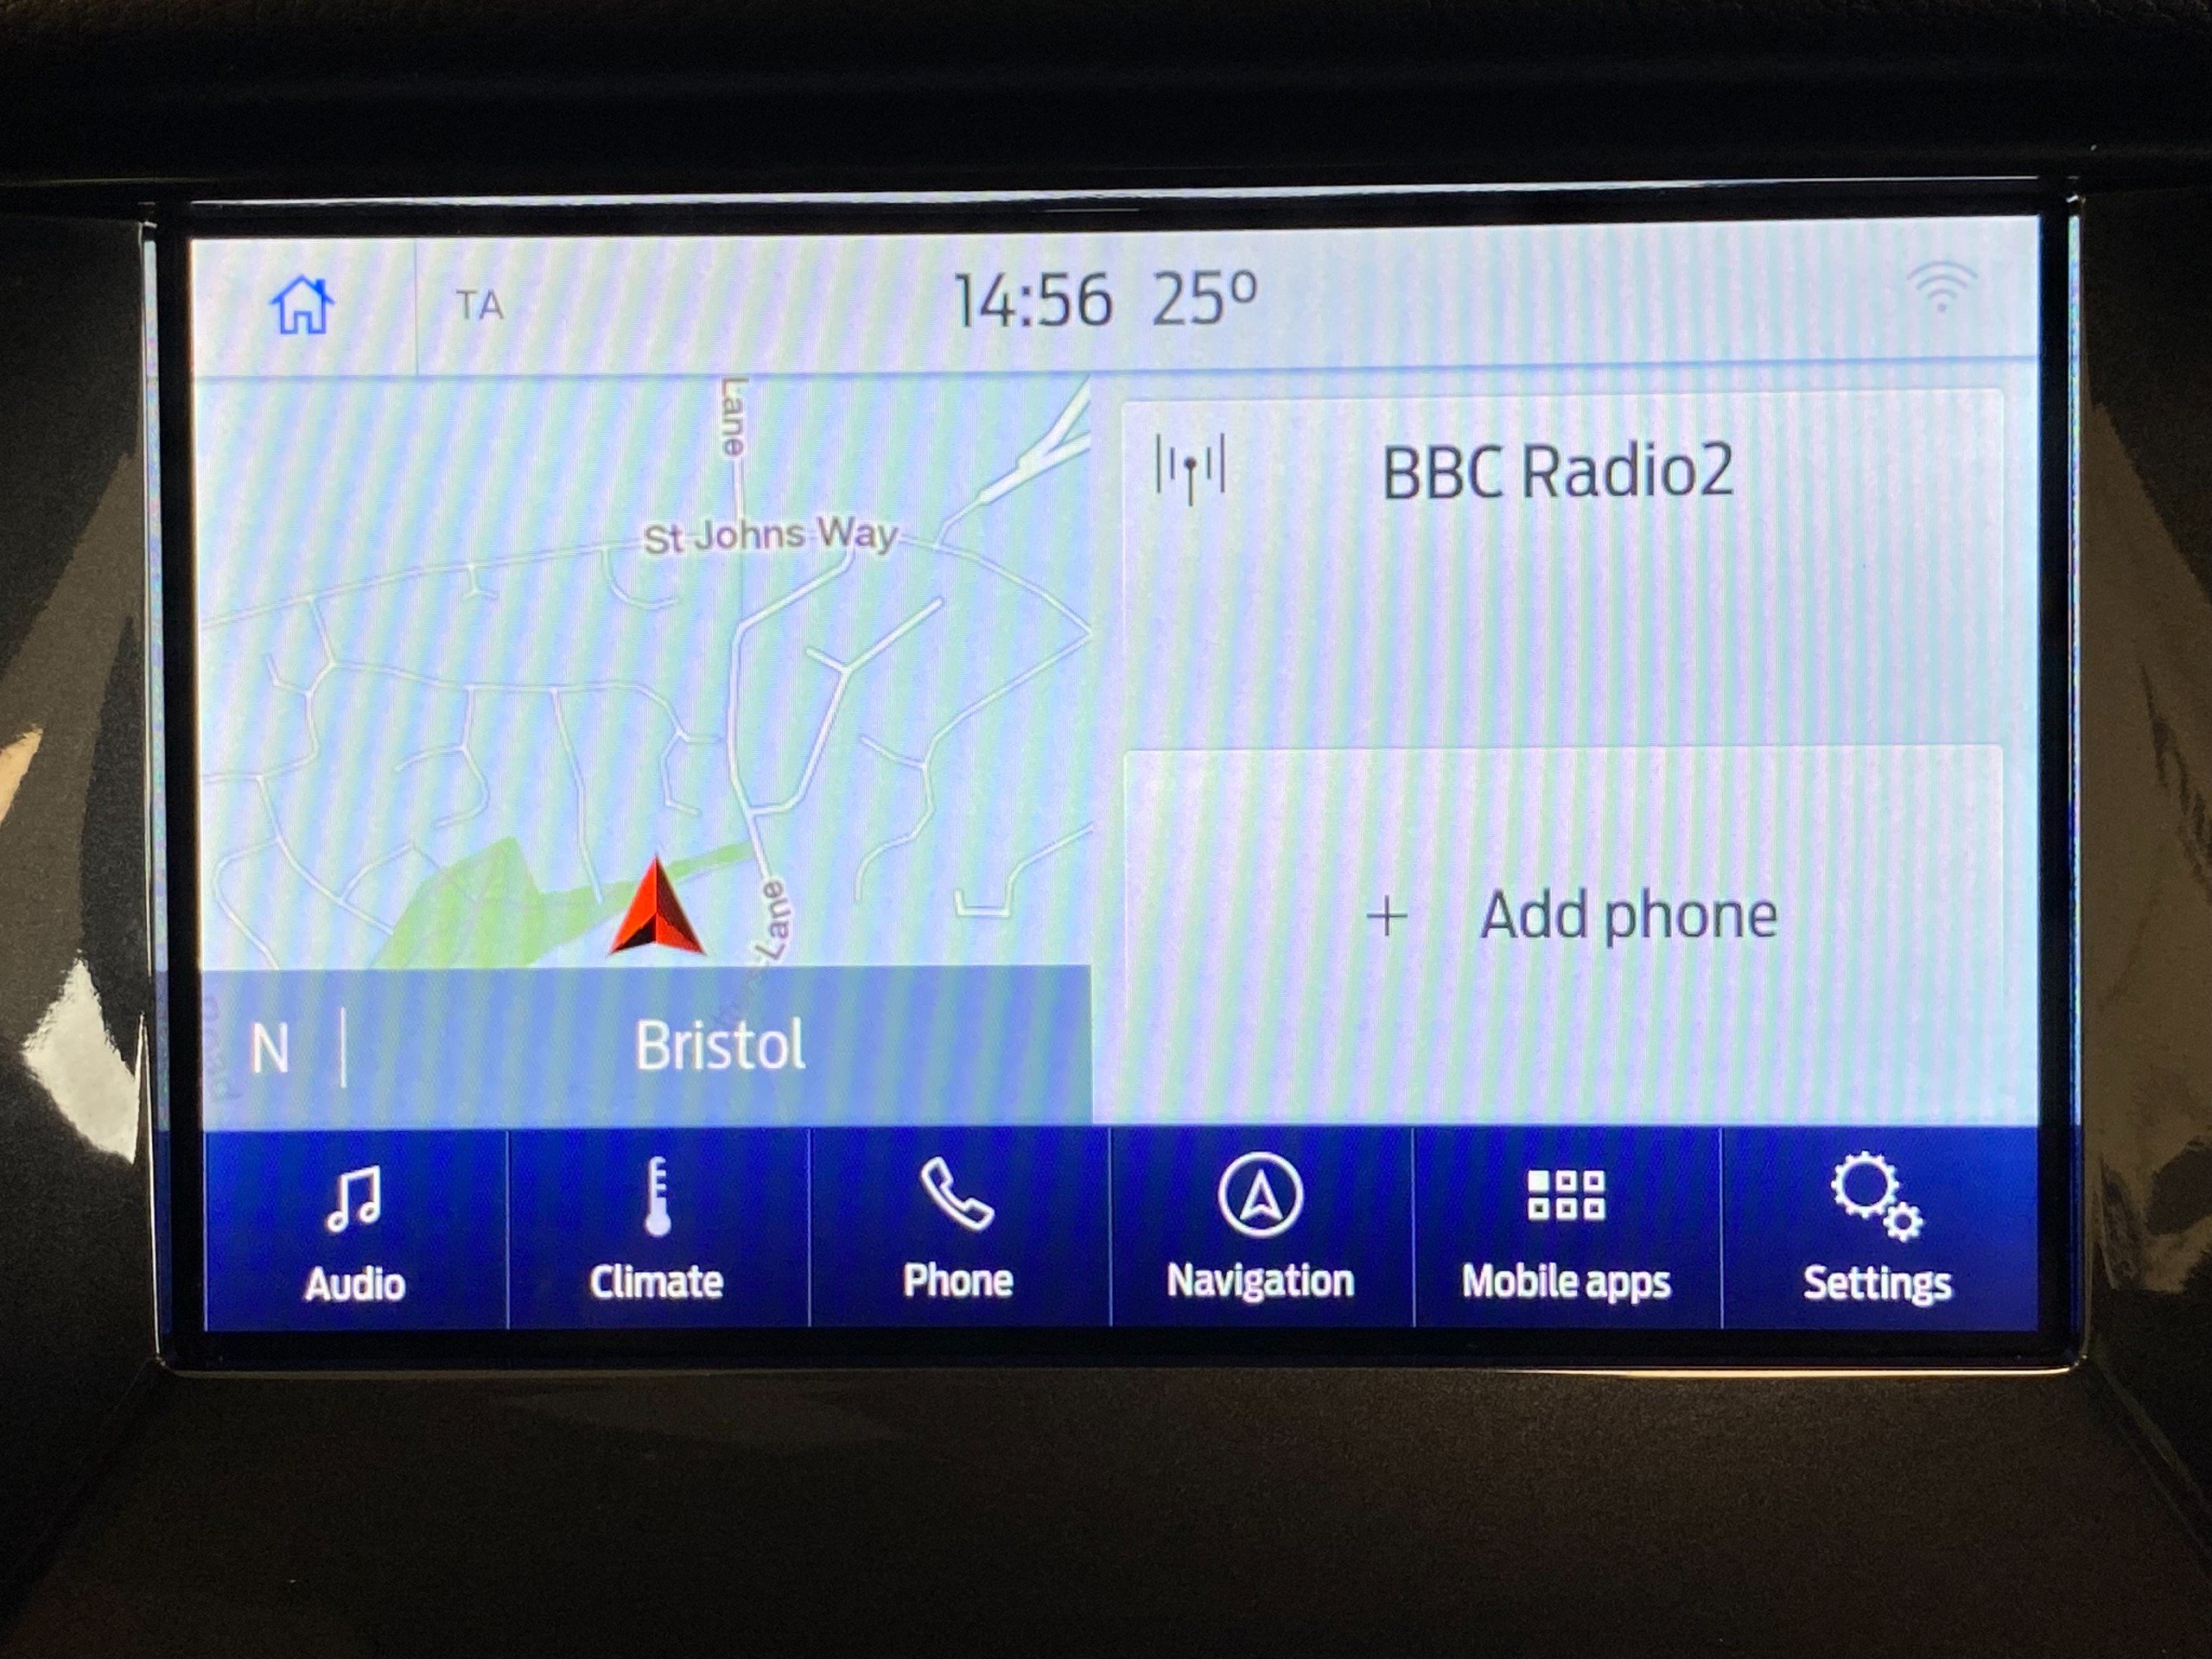 TA
14:56 25º
Lane
St Johns Way
Lane
N
Bristol
BBC Radio2
+ Add phone
Audio
Climate
Phone
Navigation
Mobile apps
Settings